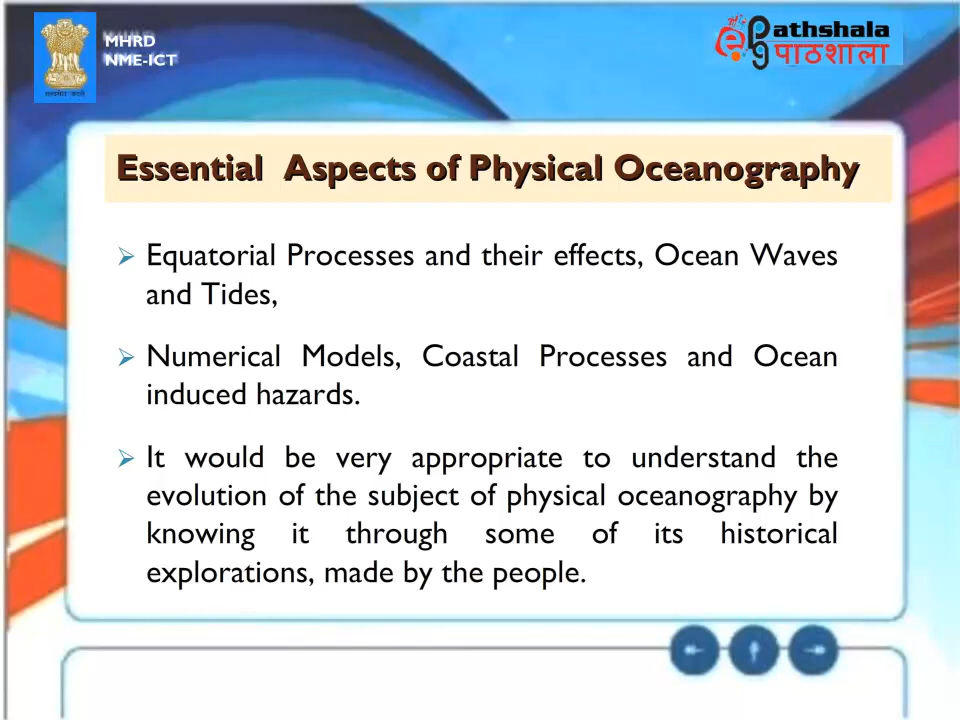 MHRD
NME-ICT
e pg athshala
पाठशाला
Essential Aspects of Physical Oceanography
Equatorial Processes and their effects, Ocean Waves
and Tides,
Numerical Models, Coastal Processes and Ocean
induced hazards.
It would be very appropriate to understand the
evolution of the subject of physical oceanography by
knowing it through some of its historical
explorations, made by the people.